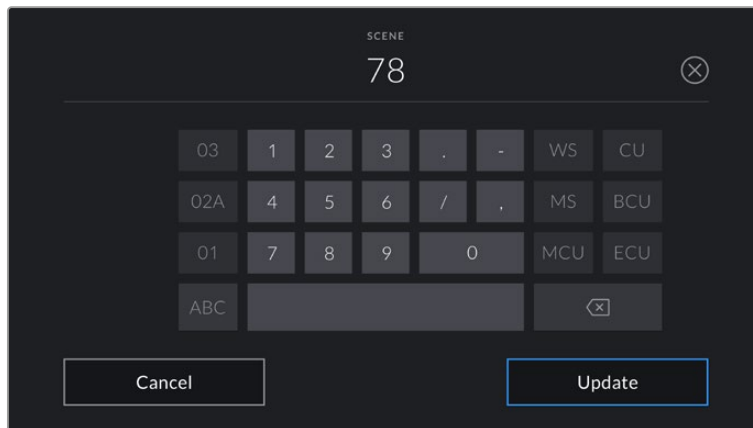 SCENE
78
03 1 2 3 . - WS CU
02A 4 5 6 / , MS BCU
01 7 8 9 0 MCU ECU
ABC
Cancel Update